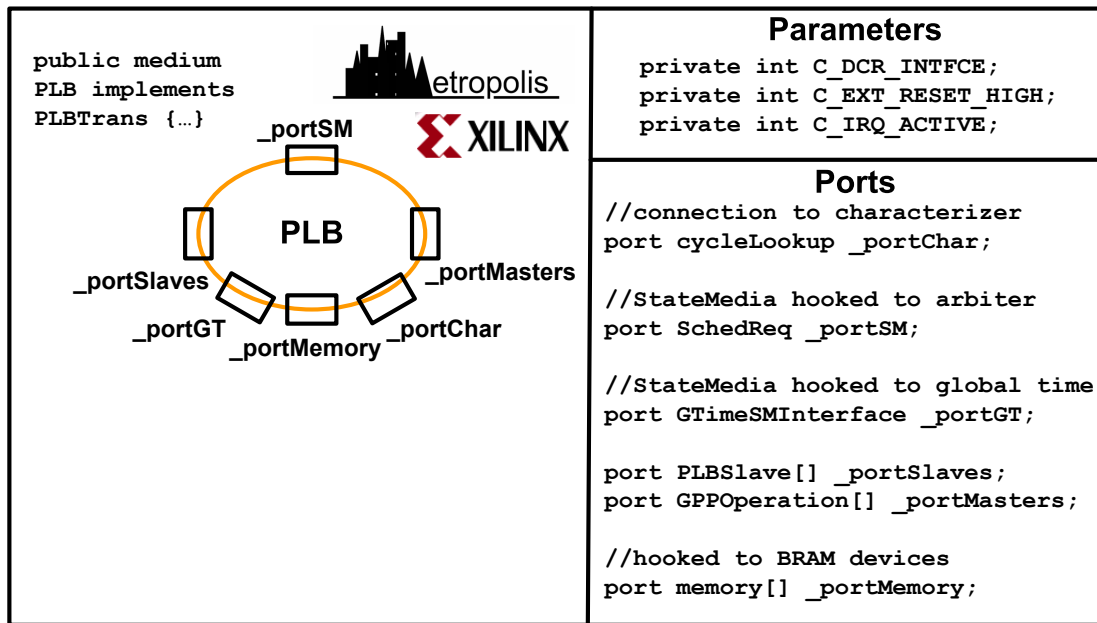 public medium
PLB implements
PLBTrans {…}
etropolis
XILINX
_portSM
PLB
_portSlaves
_portMasters
_portGT
_portMemory
_portChar
Parameters
private int C_DCR_INTFCE;
private int C_EXT_RESET_HIGH;
private int C_IRQ_ACTIVE;
Ports
//connection to characterizer
port cycleLookup _portChar;
//StateMedia hooked to arbiter
port SchedReq _portSM;
//StateMedia hooked to global time
port GTimeSMInterface _portGT;
port PLBSlave[] _portSlaves;
port GPPOperation[] _portMasters;
//hooked to BRAM devices
port memory[] _portMemory;